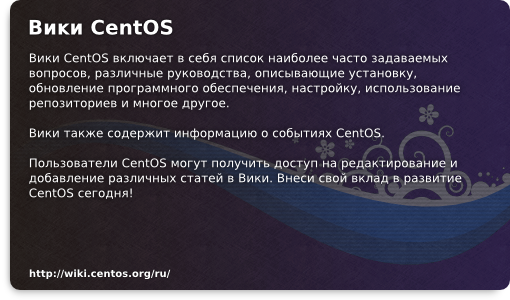 Вики CentOS
Вики CentOS включает в себя список наиболее часто задаваемых
вопросов, различные руководства, описывающие установку,
обновление программного обеспечения, настройку, использование
репозиториев и многое другое.
Вики также содержит информацию о событиях CentOS.
Пользователи CentOS могут получить доступ на редактирование и
добавление различных статей в Вики. Внеси свой вклад в развитие
CentOS сегодня!
http://wiki.centos.org/ru/